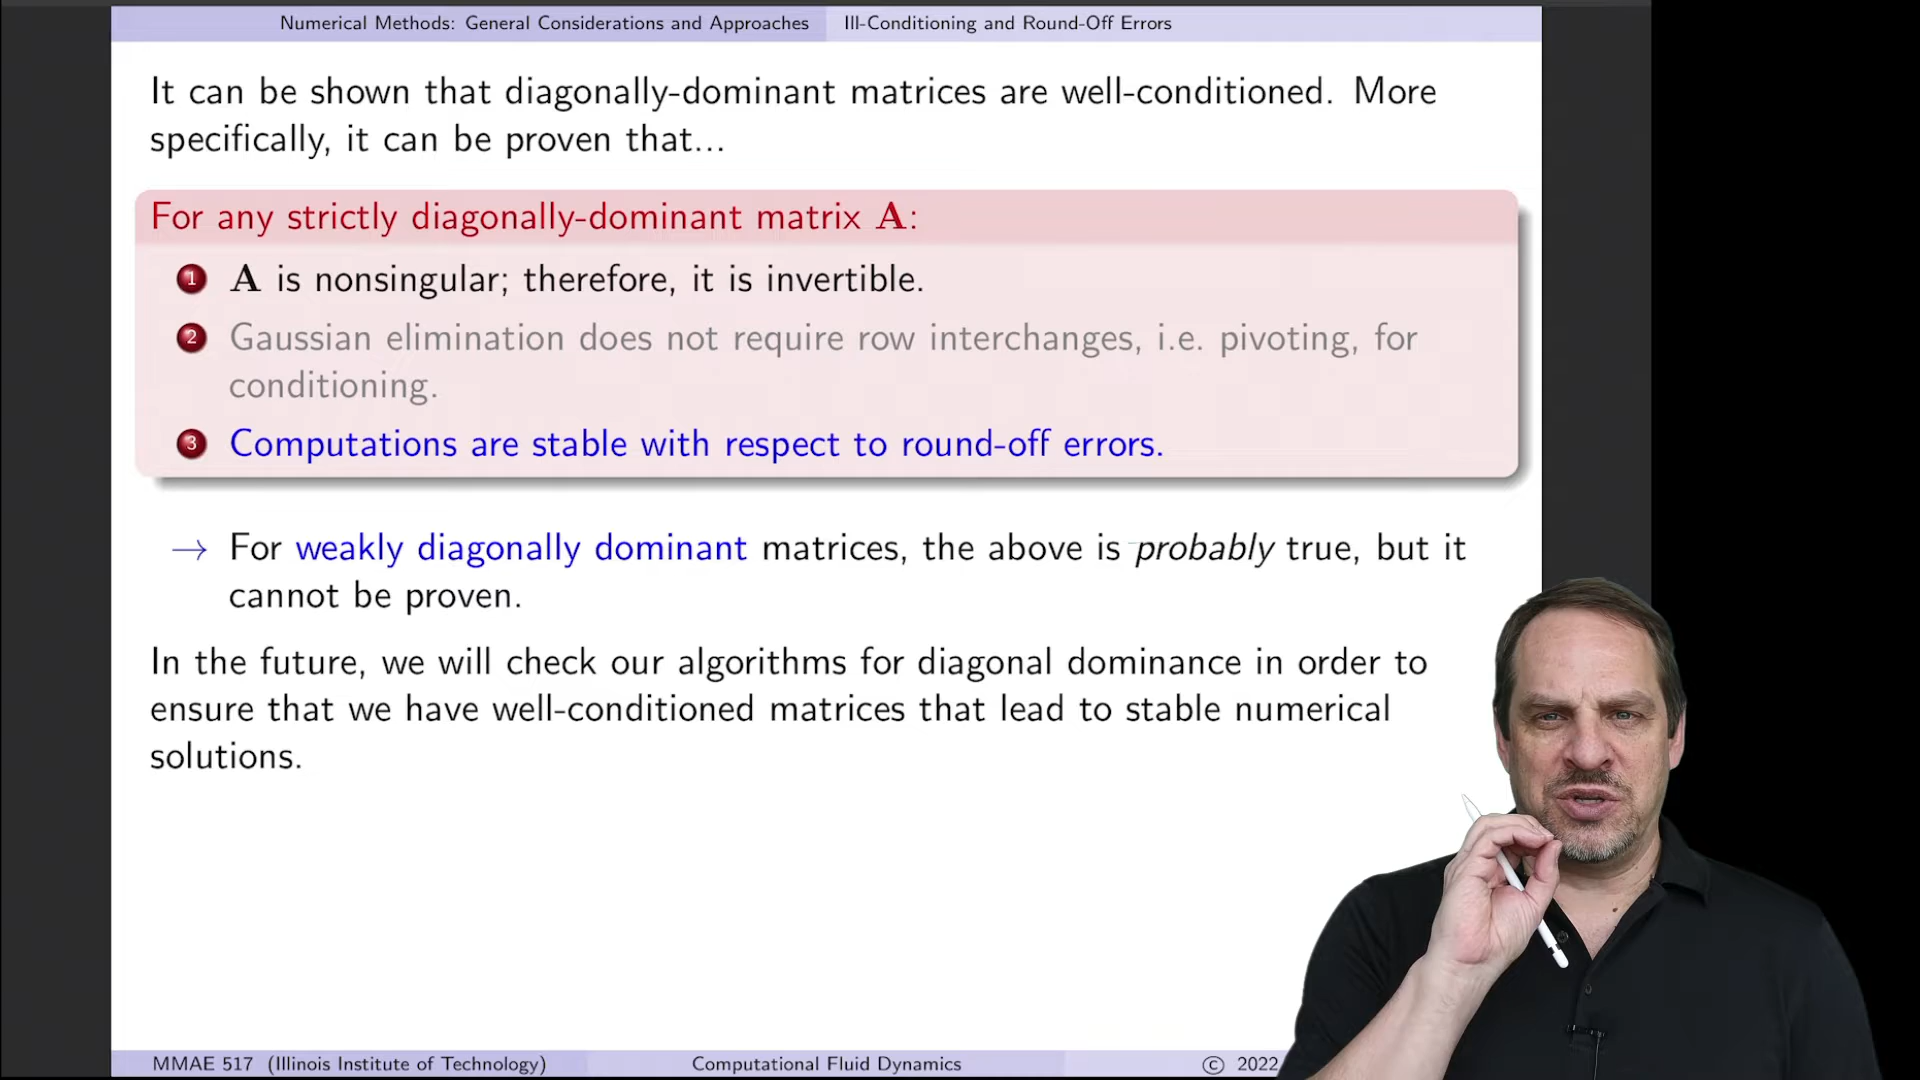 Numerical Methods: General Considerations and Approaches Ill-Conditioning and Round-Off Errors
It can be shown that diagonally-dominant matrices are well-conditioned. More
specifically, it can be proven that...
For any strictly diagonally-dominant matrix A:
1 A is nonsingular; therefore, it is invertible.
2 Gaussian elimination does not require row interchanges, i.e. pivoting, for
conditioning.
3 Computations are stable with respect to round-off errors.
→ For weakly diagonally dominant matrices, the above is probably true, but it
cannot be proven.
In the future, we will check our algorithms for diagonal dominance in order to
ensure that we have well-conditioned matrices that lead to stable numerical
solutions.
MMAE 517 (Illinois Institute of Technology) Computational Fluid Dynamics © 2022